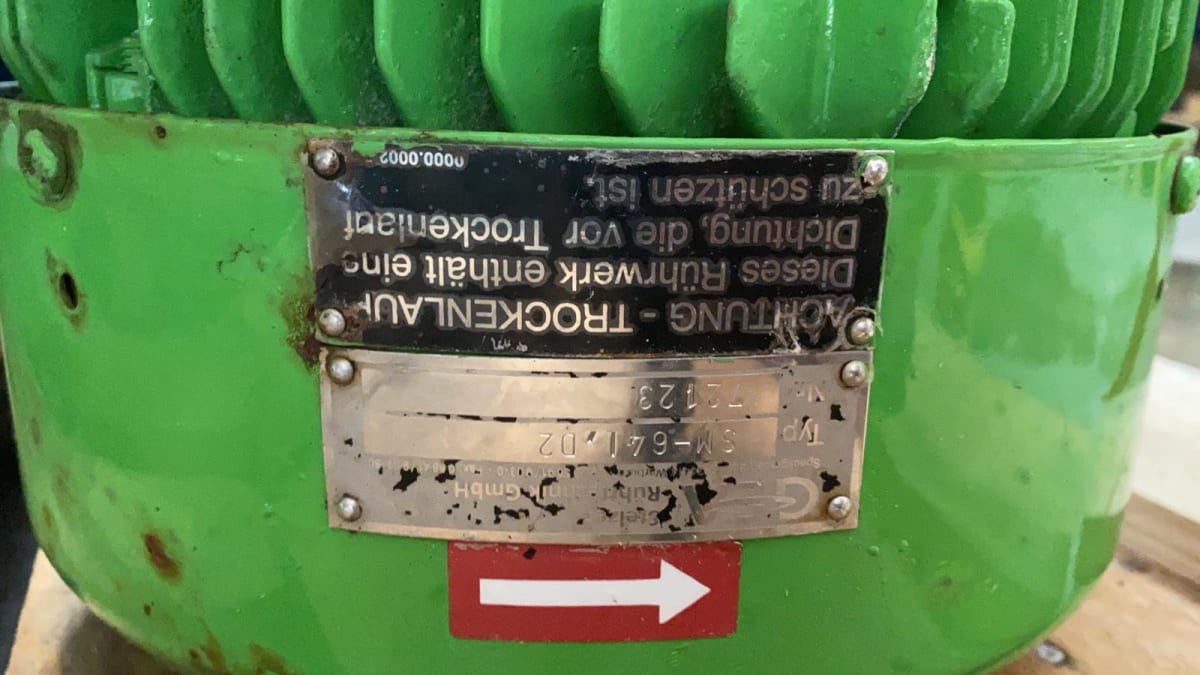 Rührtechnik GmbH
Typ SM-641.D2
Nr. 72123
ACHTUNG - TROCKENLAUF
Dieses Rührwerk enthält eine
Dichtung, die vor Trockenlauf
zu schützen ist.
0000.0002